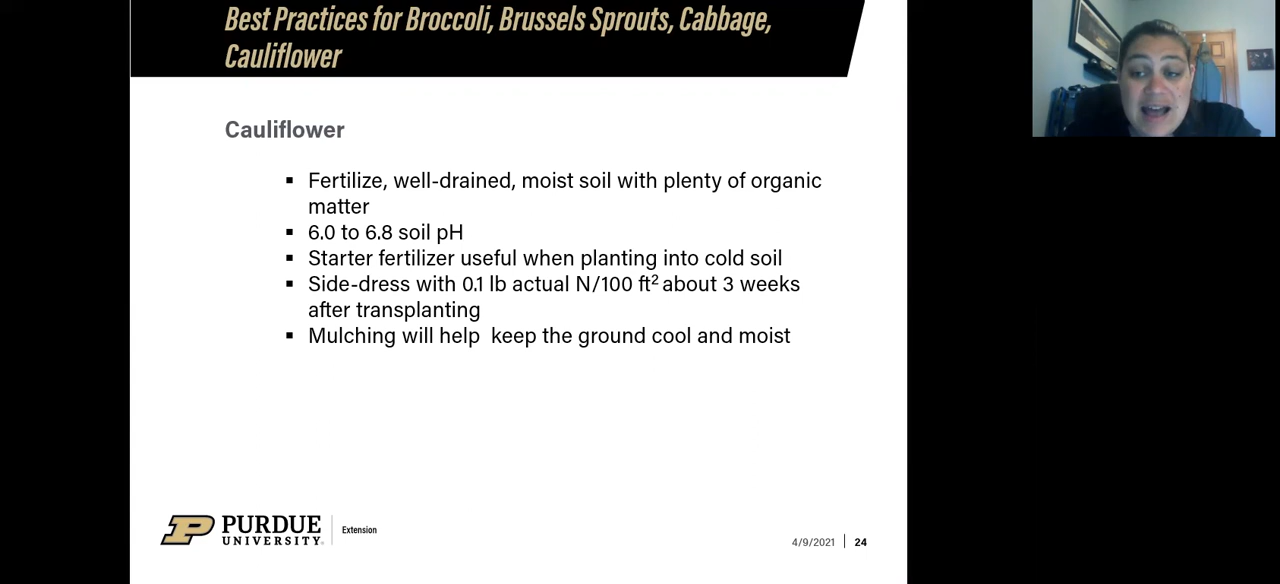 Best Practices for Broccoli, Brussels Sprouts, Cabbage,
Cauliflower
Cauliflower
▪ Fertilize, well-drained, moist soil with plenty of organic
matter
▪ 6.0 to 6.8 soil pH
▪ Starter fertilizer useful when planting into cold soil
▪ Side-dress with 0.1 lb actual N/100 ft² about 3 weeks
after transplanting
▪ Mulching will help  keep the ground cool and moist
P PURDUE
UNIVERSITY®
Extension
4/9/2021 | 24